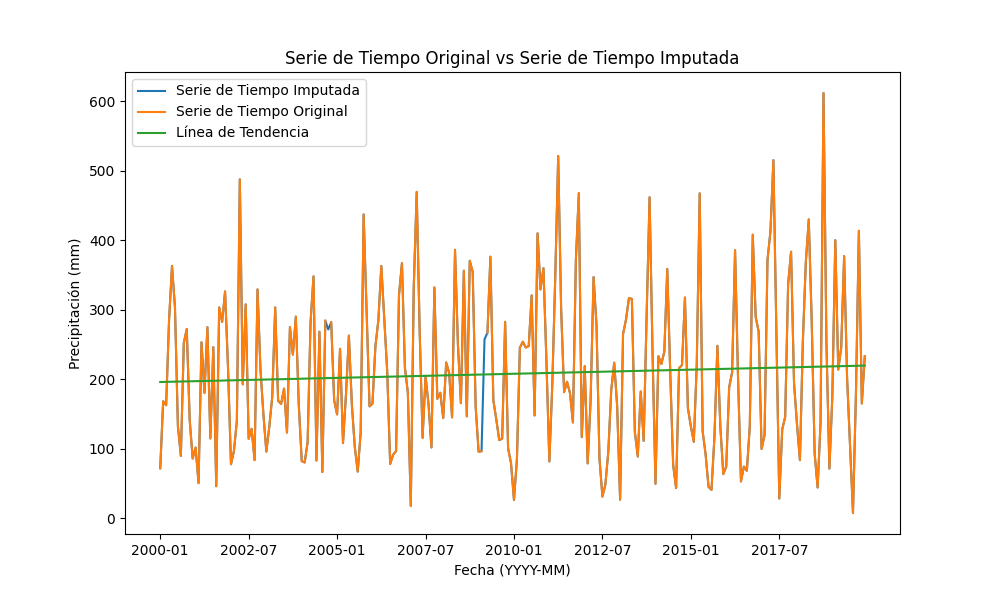 Serie de Tiempo Original vs Serie de Tiempo Imputada
Serie de Tiempo Imputada
Serie de Tiempo Original
Línea de Tendencia
Precipitación (mm)
600
500
400
300
200
100
0
2000-01 2002-07 2005-01 2007-07 2010-01 2012-07 2015-01 2017-07
Fecha (YYYY-MM)